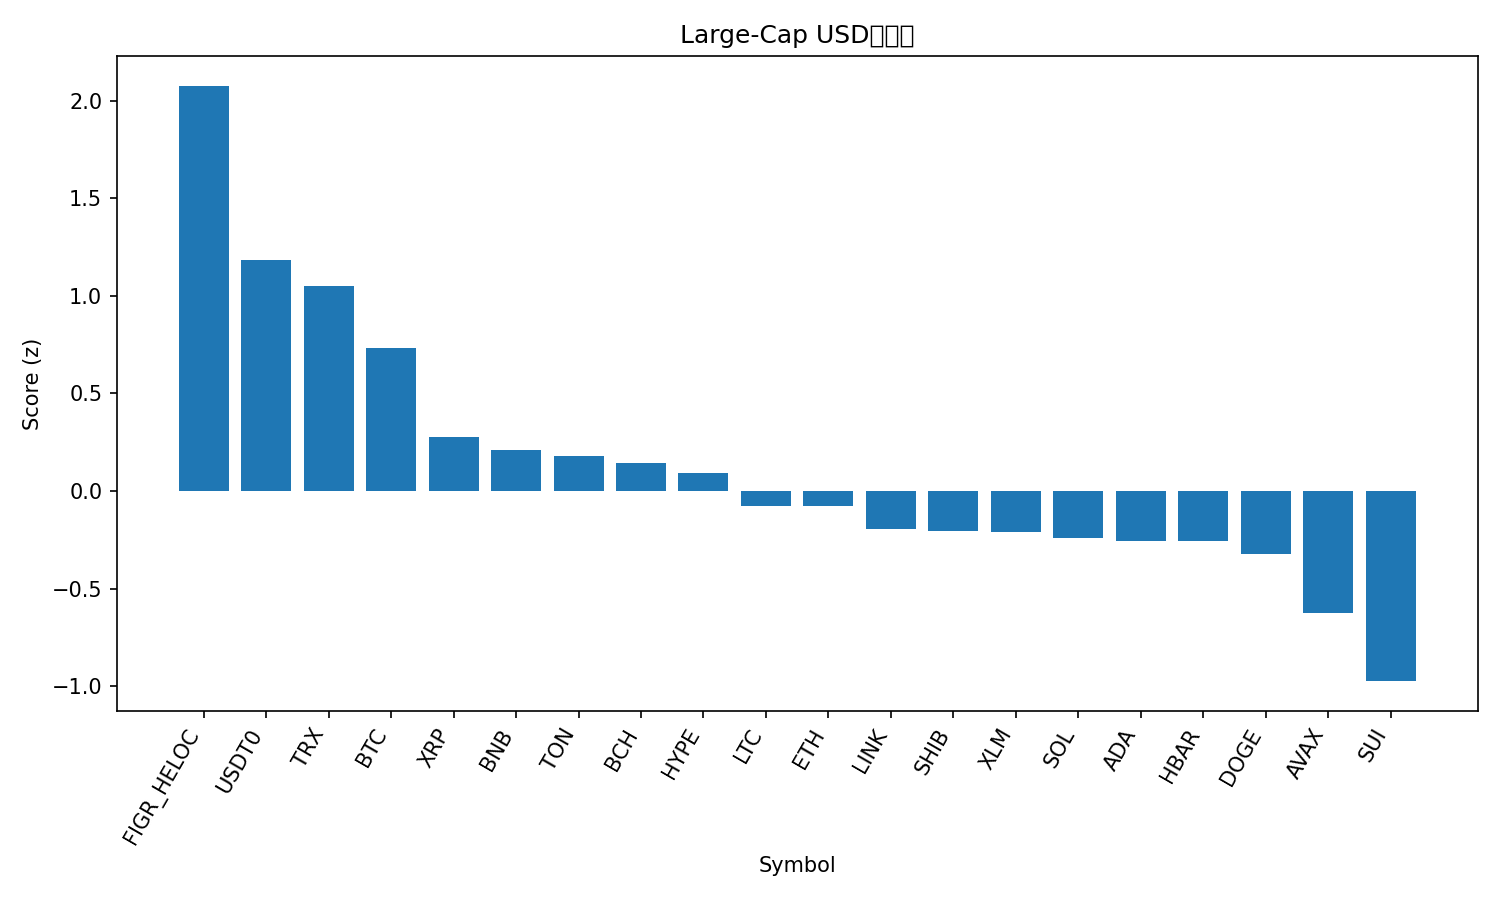 Large-Cap USD
Score (z)
2.0
1.5
1.0
0.5
0.0
−0.5
−1.0
FIGR_HELOC
USDT0
TRX
BTC
XRP
BNB
TON
BCH
HYPE
LTC
ETH
LINK
SHIB
XLM
SOL
ADA
HBAR
DOGE
AVAX
SUI
Symbol